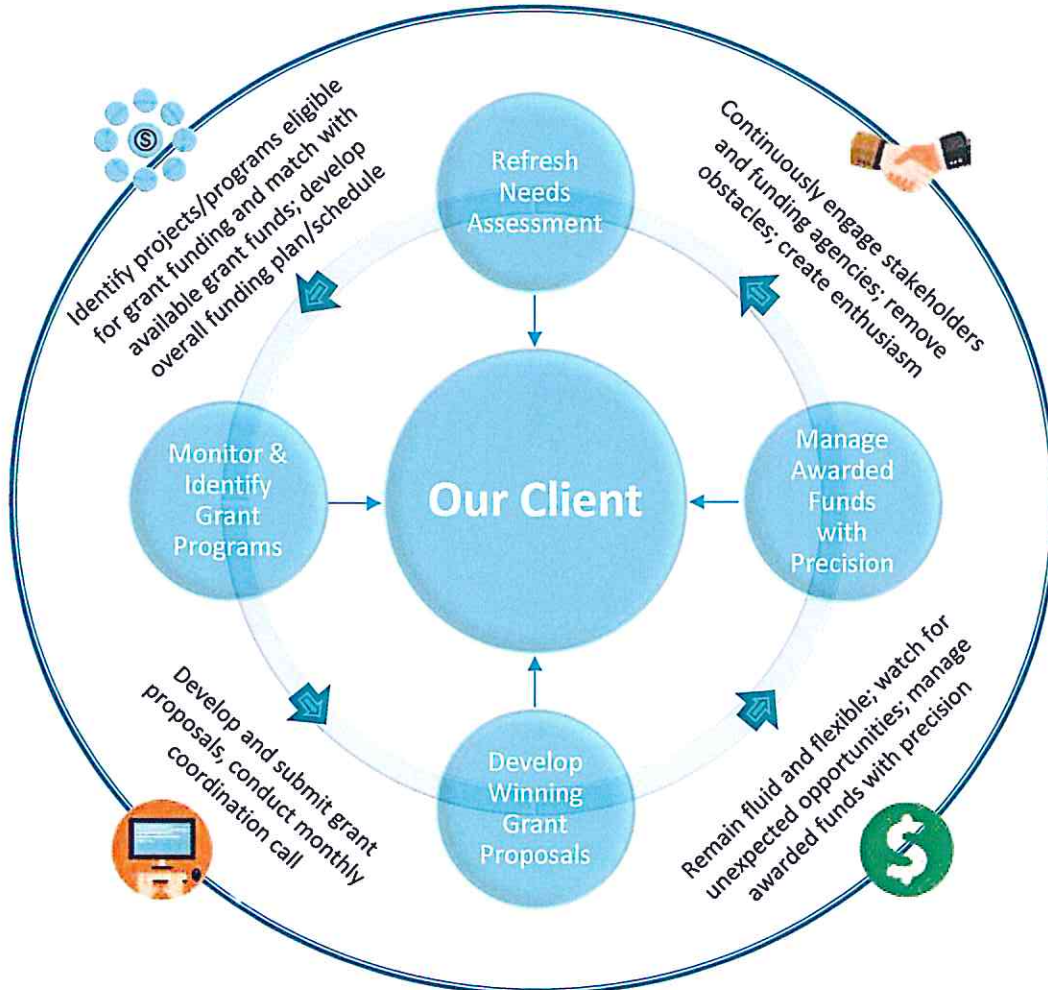 Identify projects/programs eligible
for grant funding and match with
available grant funds; develop
overall funding plan/schedule
Refresh
Needs
Assessment
Continuously engage stakeholders
and funding agencies; remove
obstacles; create enthusiasm
Monitor &
Identify
Grant
Programs
Our Client
Manage
Awarded
Funds
with
Precision
Develop and submit grant
proposals, conduct monthly
coordination call
Develop
Winning
Grant
Proposals
Remain fluid and flexible; watch for
unexpected opportunities; manage
awarded funds with precision